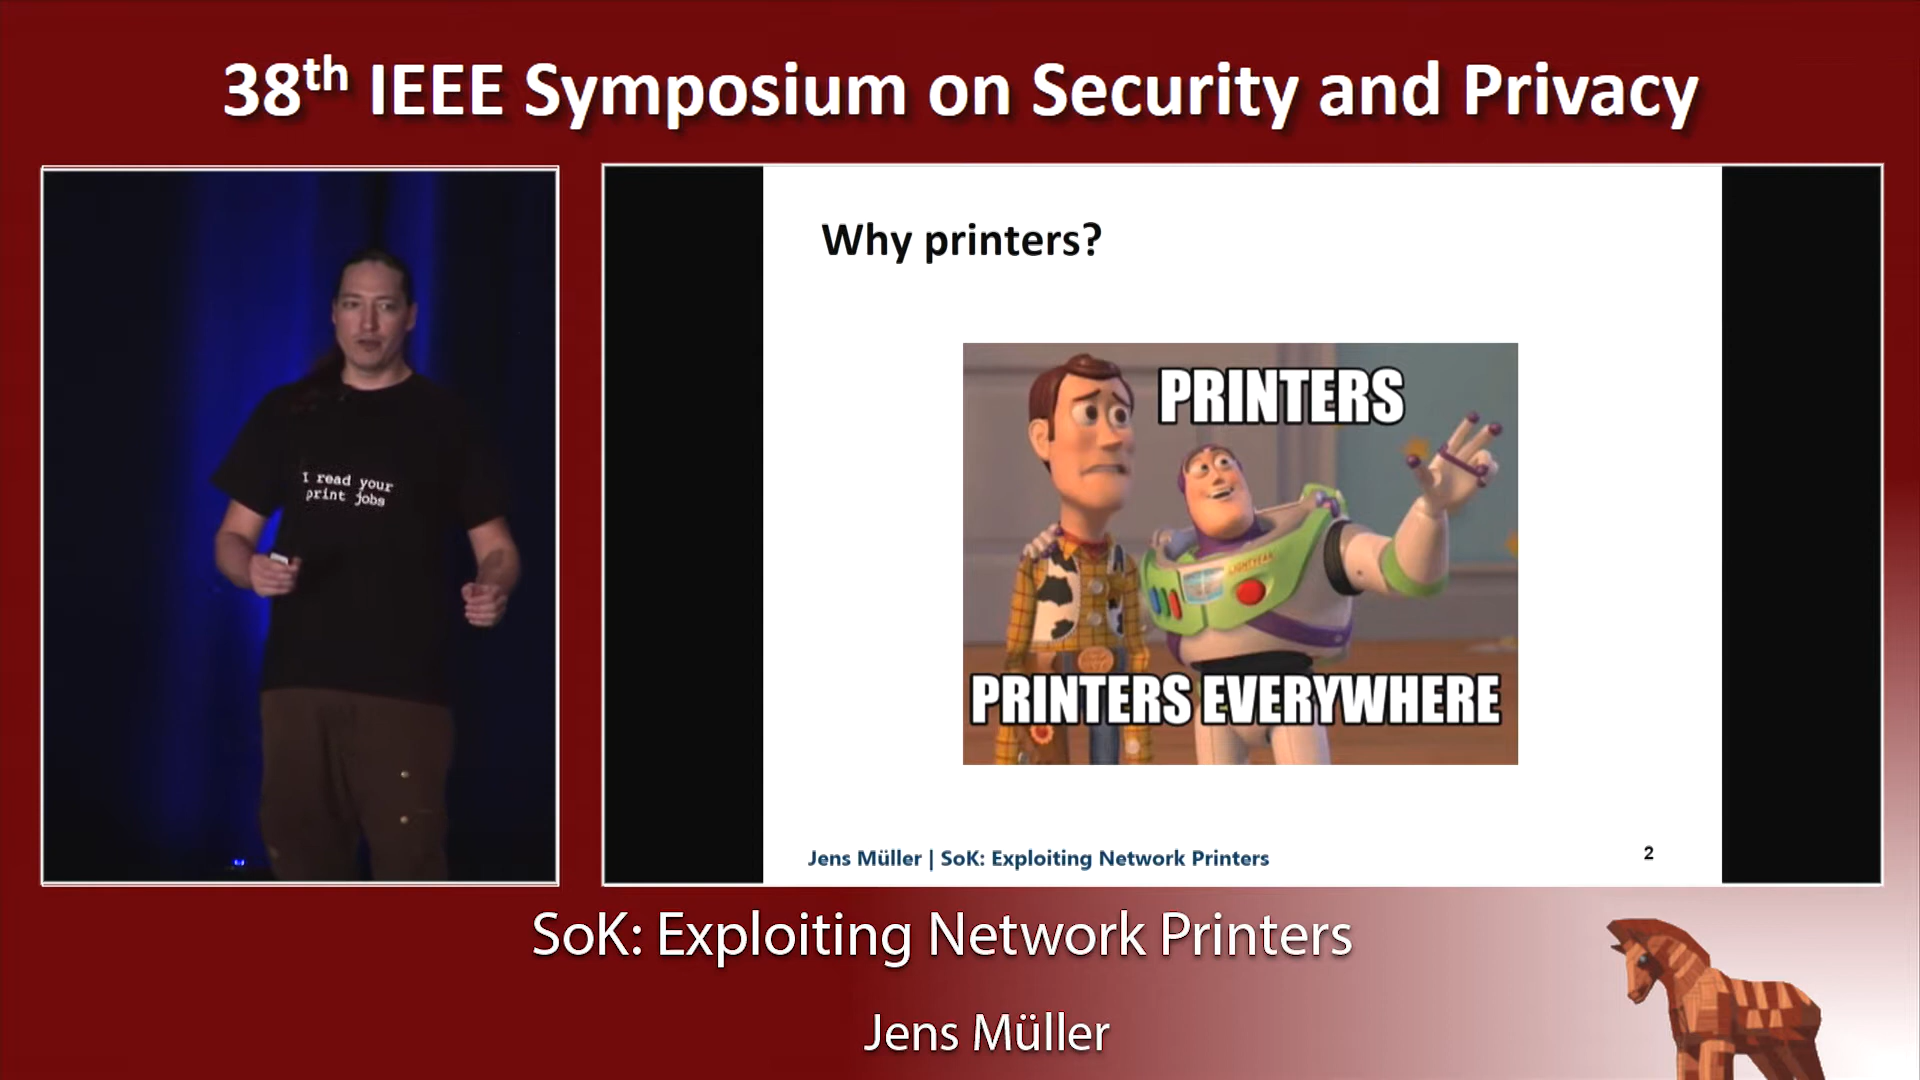 38th IEEE Symposium on Security and Privacy
I read your
print jobs
Why printers?
PRINTERS
LIGHTYEAR
PRINTERS EVERYWHERE
Jens Müller | SoK: Exploiting Network Printers
2
SoK: Exploiting Network Printers
Jens Müller